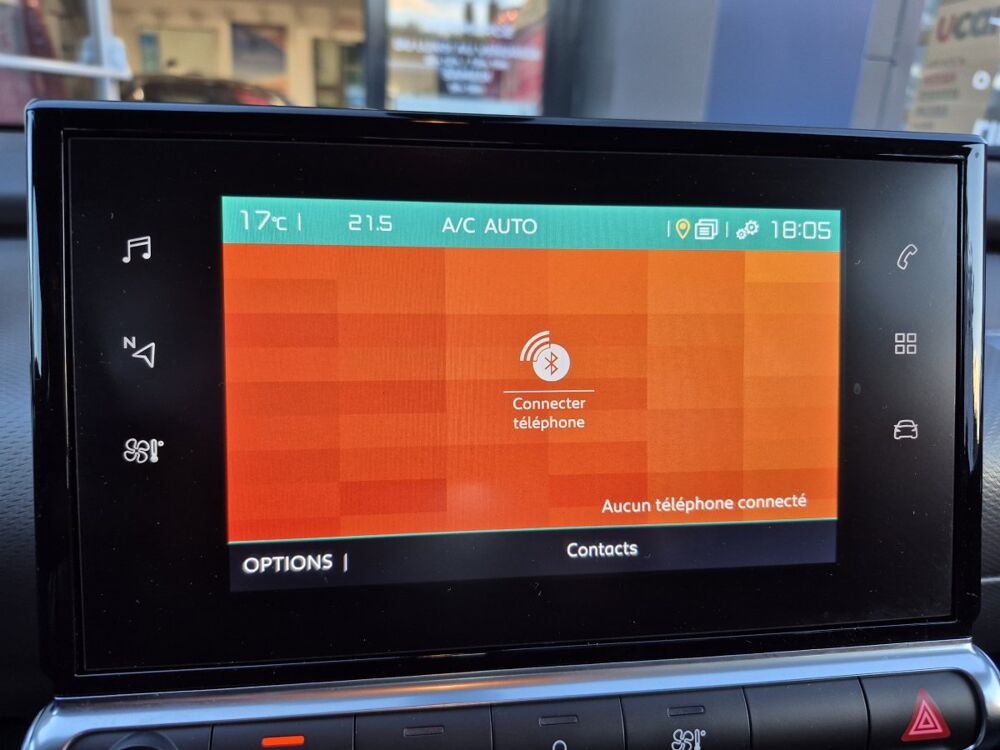 17°C | 21.5 A/C AUTO 18:05
N
Connecter
téléphone
Aucun téléphone connecté
OPTIONS | Contacts